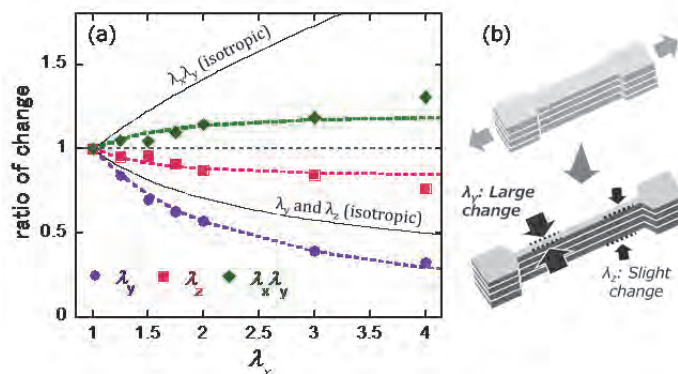 (a)
(b)
1.5
1
0.5
0
ratio of change
λxλy (isotropic)
λy and λz (isotropic)
λy
λz
λxλy
1
1.5
2
2.5
3
3.5
4
λx
λY: Large
change
λz: Slight
change